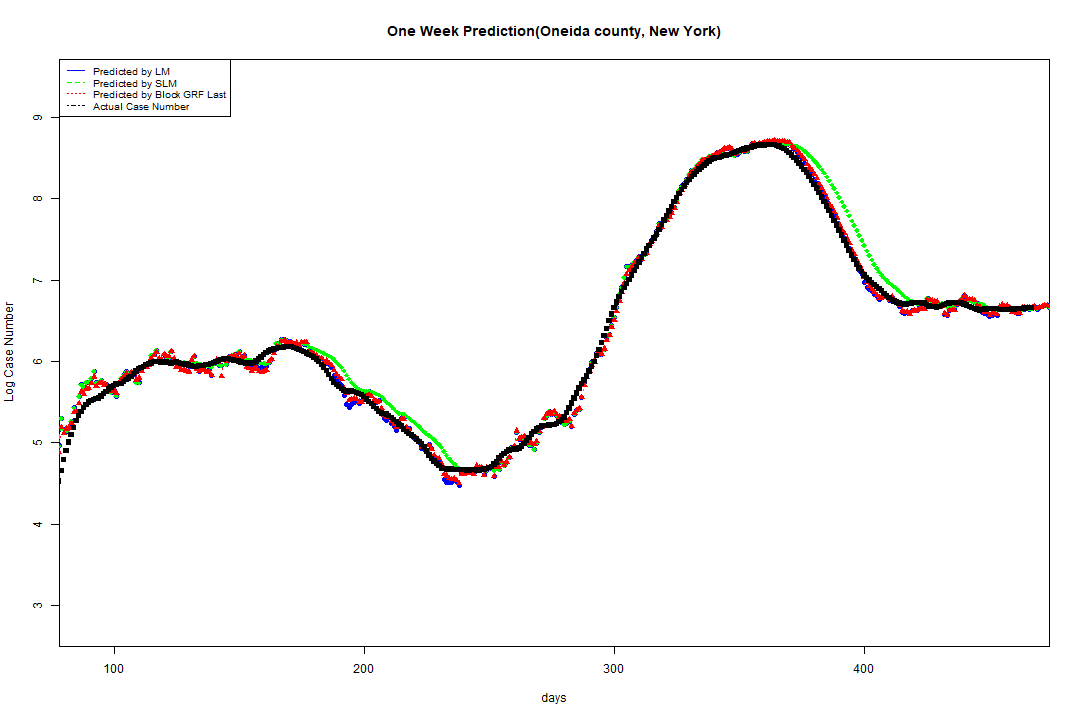 One Week Prediction(Oneida county, New York)
Predicted by LM
Predicted by SLM
Predicted by Block GRF Last
Actual Case Number
Log Case Number
9
8
7
6
5
4
3
100 200 300 400
days